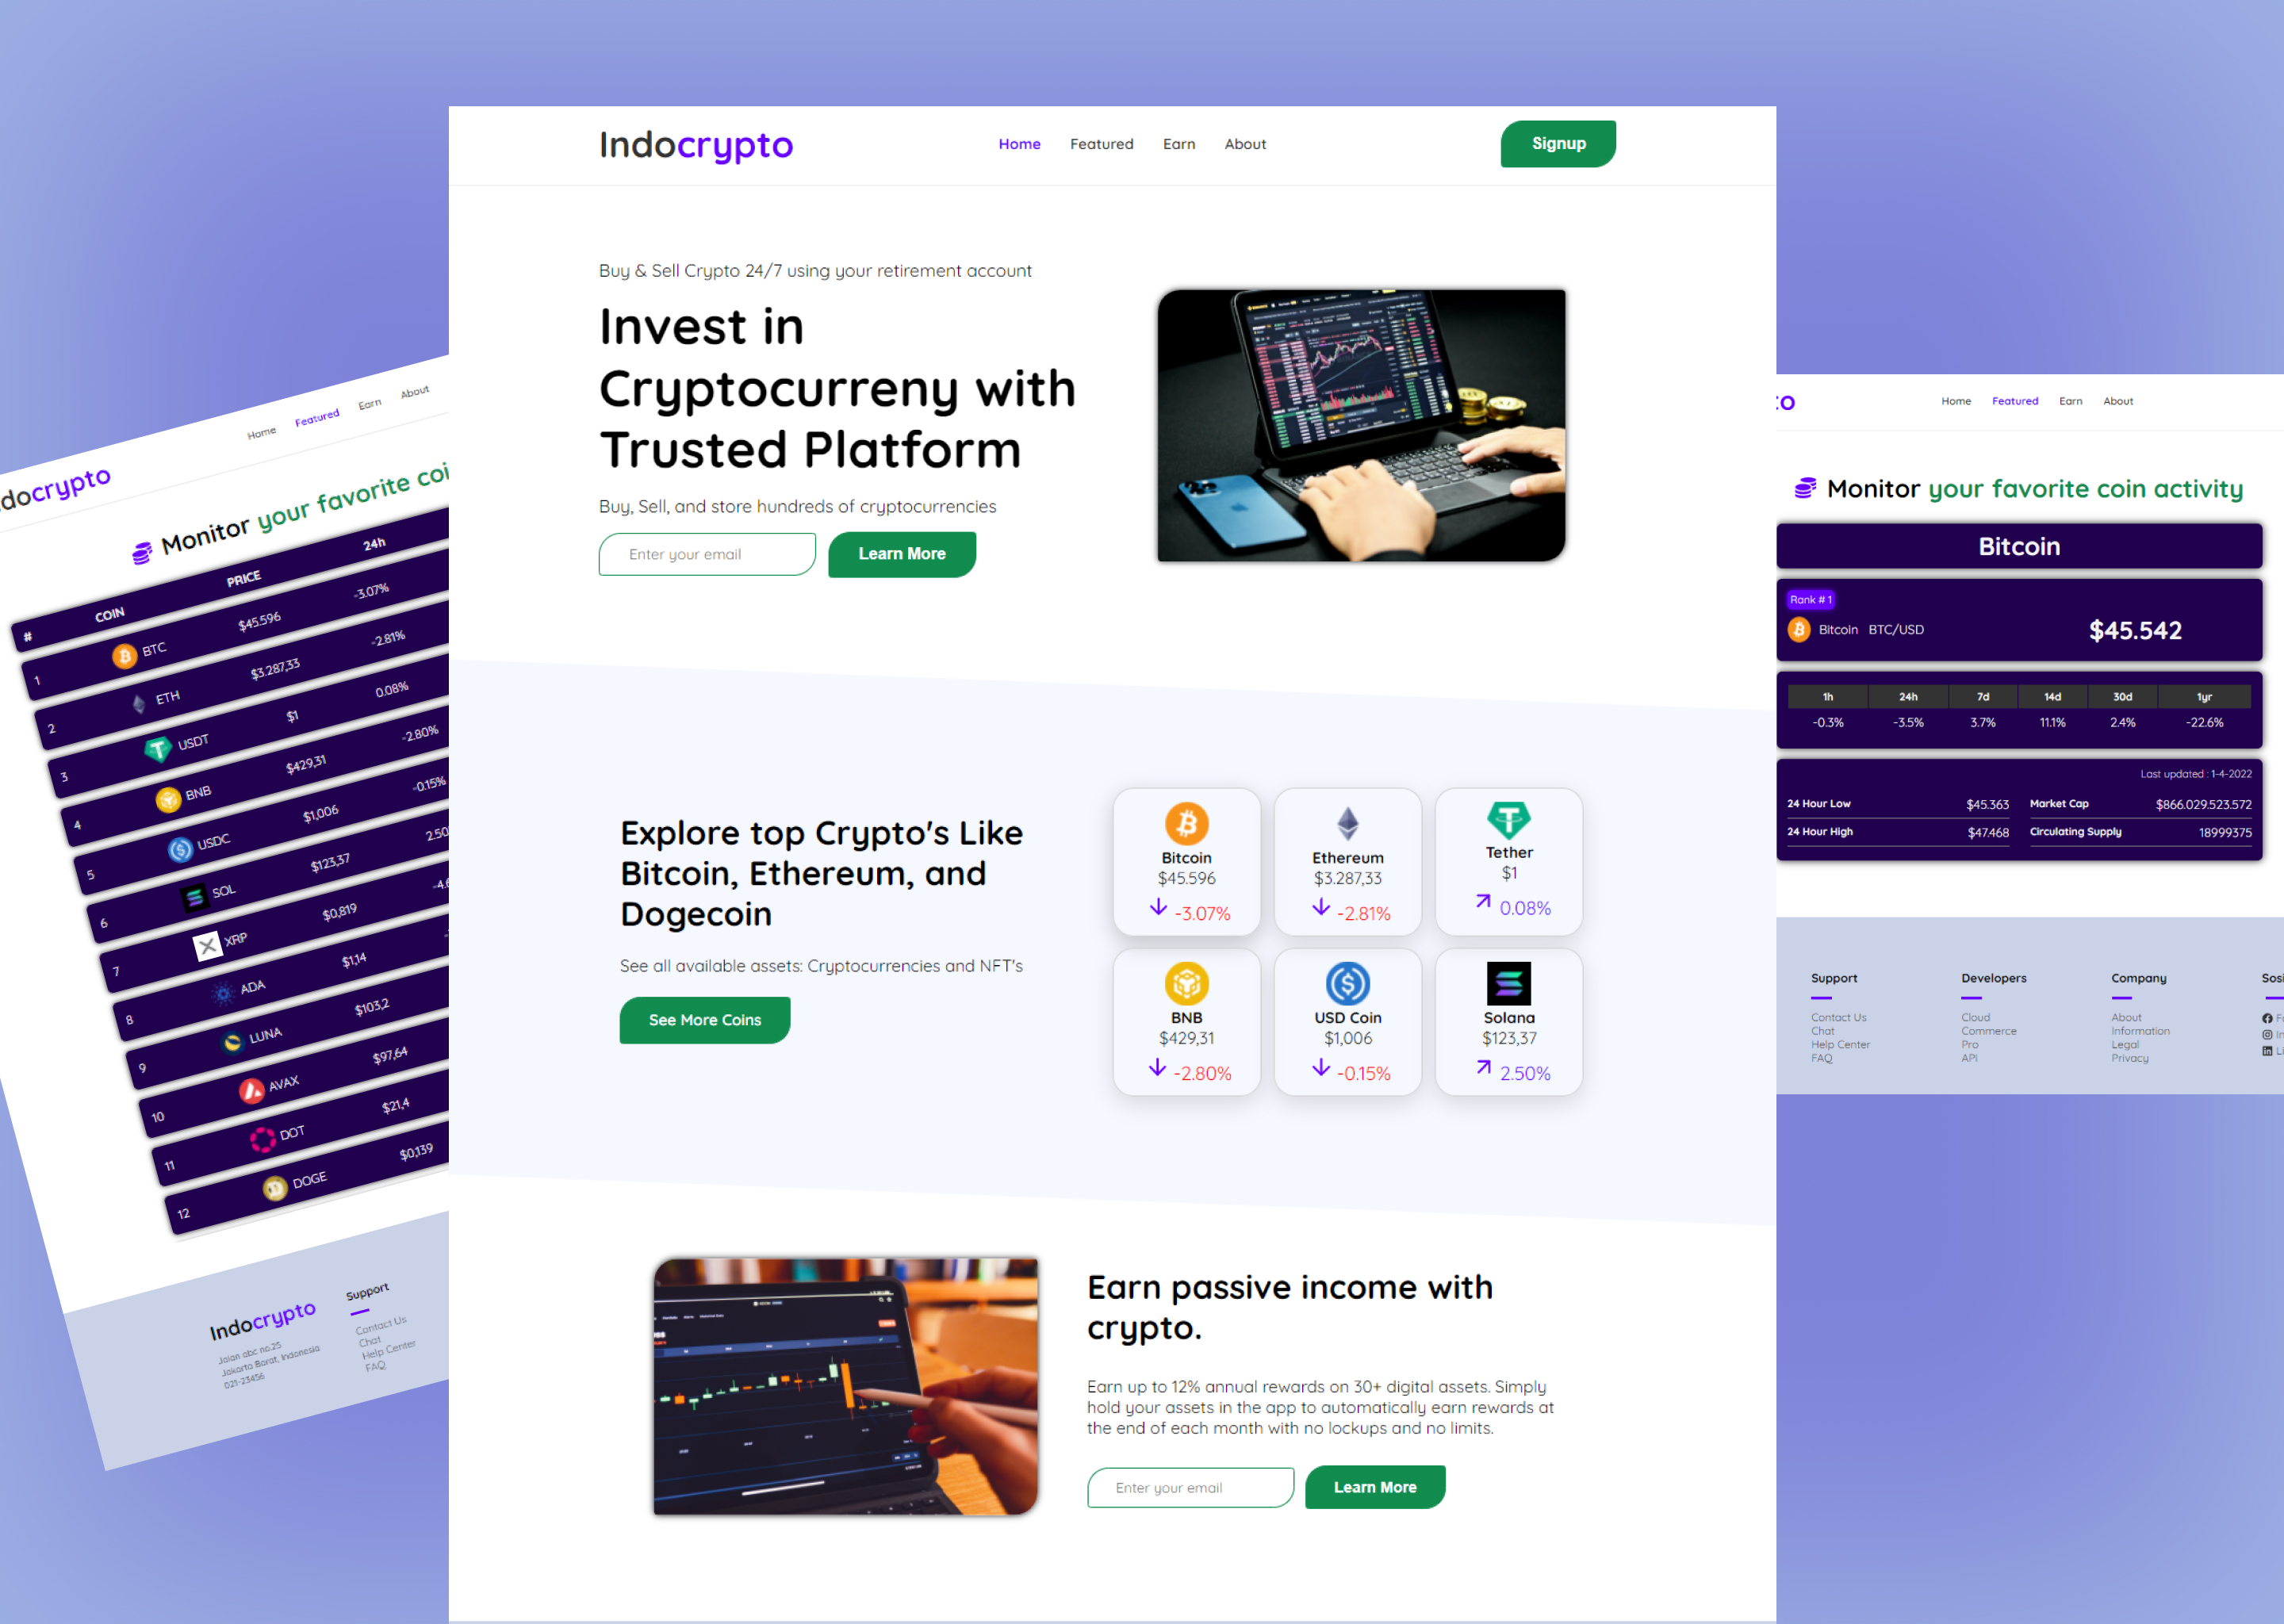 Indocrypto
Home Featured Earn About
Signup
Buy & Sell Crypto 24/7 using your retirement account
Invest in
Cryptocurreny with
Trusted Platform
Buy, Sell, and store hundreds of cryptocurrencies
Enter your email Learn More
Explore top Crypto's Like
Bitcoin, Ethereum, and
Dogecoin
See all available assets: Cryptocurrencies and NFT's
See More Coins
Bitcoin
$45.596
-3.07%
Ethereum
$3.287,33
-2.81%
Tether
$1
0.08%
BNB
$429,31
-2.80%
USD Coin
$1,006
-0.15%
Solana
$123,37
2.50%
Earn passive income with
crypto.
Earn up to 12% annual rewards on 30+ digital assets. Simply
hold your assets in the app to automatically earn rewards at
the end of each month with no lockups and no limits.
Enter your email Learn More
docrypto
Home Featured Earn About
Monitor your favorite coi
# COIN PRICE 24h
1 BTC $45.596 -3.07%
2 ETH $3.287,33 -2.81%
3 USDT $1 0.08%
4 BNB $429,31 -2.80%
5 USDC $1,006 -0.15%
6 SOL $123,37 2.50
7 XRP $0,819 -4.6
8 ADA $1,14
9 LUNA $103,2
10 AVAX $97,64
11 DOT $21,4
12 DOGE $0,139
Indocrypto
Jalan abc no.25
Jakarta Barat, Indonesia
021-23456
Support
Contact Us
Chat
Help Center
FAQ
to
Home Featured Earn About
Monitor your favorite coin activity
Bitcoin
Rank # 1
Bitcoin BTC/USD $45.542
1h 24h 7d 14d 30d 1yr
-0.3% -3.5% 3.7% 11.1% 2.4% -22.6%
Last updated : 1-4-2022
24 Hour Low $45.363 Market Cap $866.029.523.572
24 Hour High $47.468 Circulating Supply 18999375
Support
Contact Us
Chat
Help Center
FAQ
Developers
Cloud
Commerce
Pro
API
Company
About
Information
Legal
Privacy
Sosi